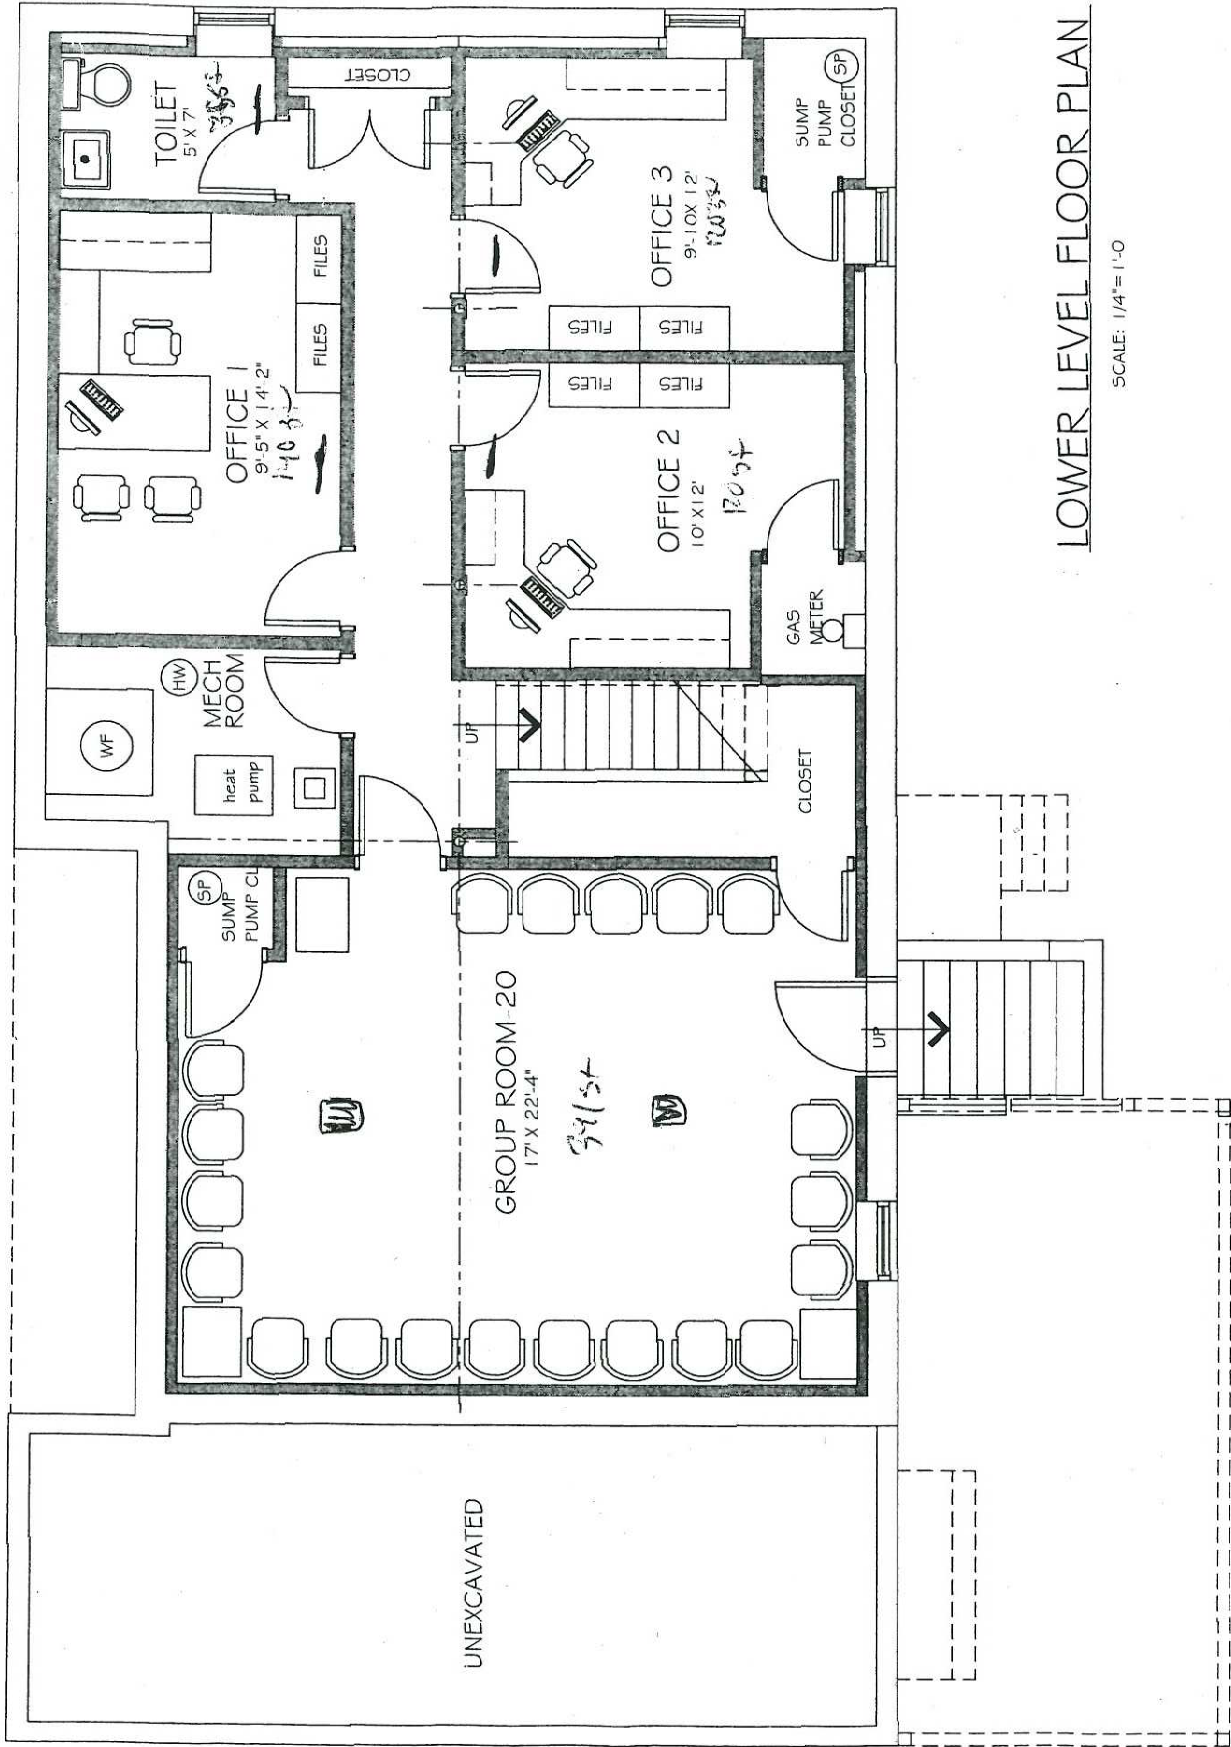 LOWER LEVEL FLOOR PLAN
SCALE: 1/4"=1'-0
TOILET
5' X 7'
CLOSET
SUMP
PUMP
CLOSET
SP
OFFICE 1
9'-5" X 14'2"
FILES
FILES
OFFICE 3
9'-10X 12'
FILES
FILES
OFFICE 2
10' X12'
120 sf
FILES
FILES
GAS
METER
MECH
ROOM
HW
WF
heat
pump
UP
CLOSET
SP
SUMP
PUMP CL
GROUP ROOM-20
17' X 22'-4"
UP
UNEXCAVATED